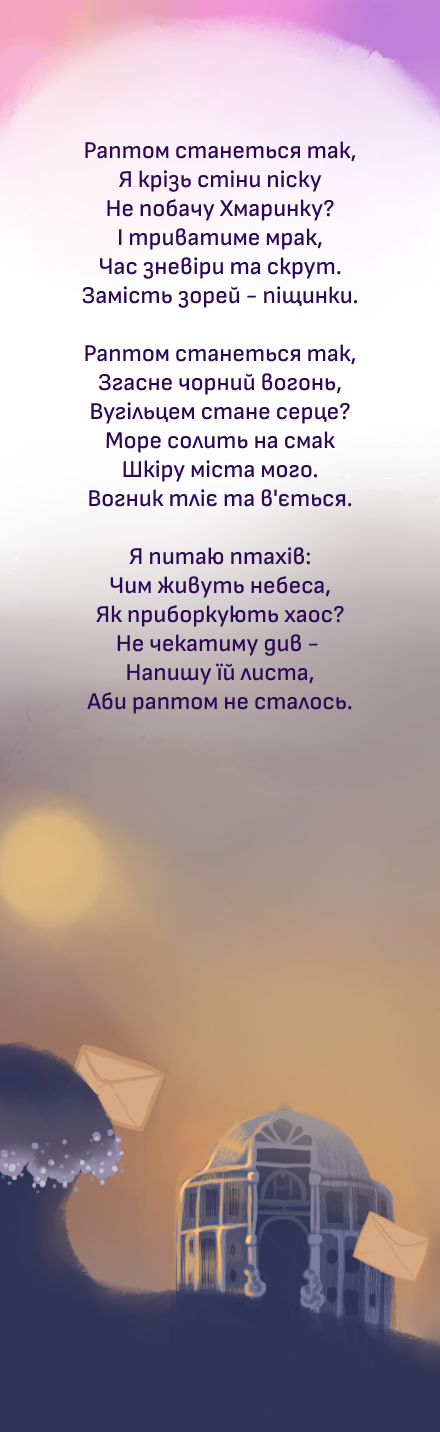 Раптом станеться так,
Я крізь стіни піску
Не побачу Хмаринку?
І триватиме мрак,
Час зневіри та скрут.
Замість зорей - піщинки.
Раптом станеться так,
Згасне чорний вогонь,
Вугільцем стане серце?
Море солить на смак
Шкіру міста мого.
Вогник тліє та в'ється.
Я питаю птахів:
Чим живуть небеса,
Як приборкують хаос?
Не чекатиму див -
Напишу їй листа,
Аби раптом не сталось.